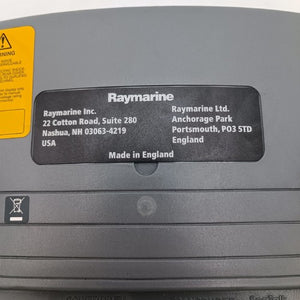 WARNING
Raymarine
Raymarine Inc.
22 Cotton Road, Suite 280
Nashua, NH 03063-4219
USA
Raymarine Ltd.
Anchorage Park
Portsmouth, PO3 5TD
England
Made in England